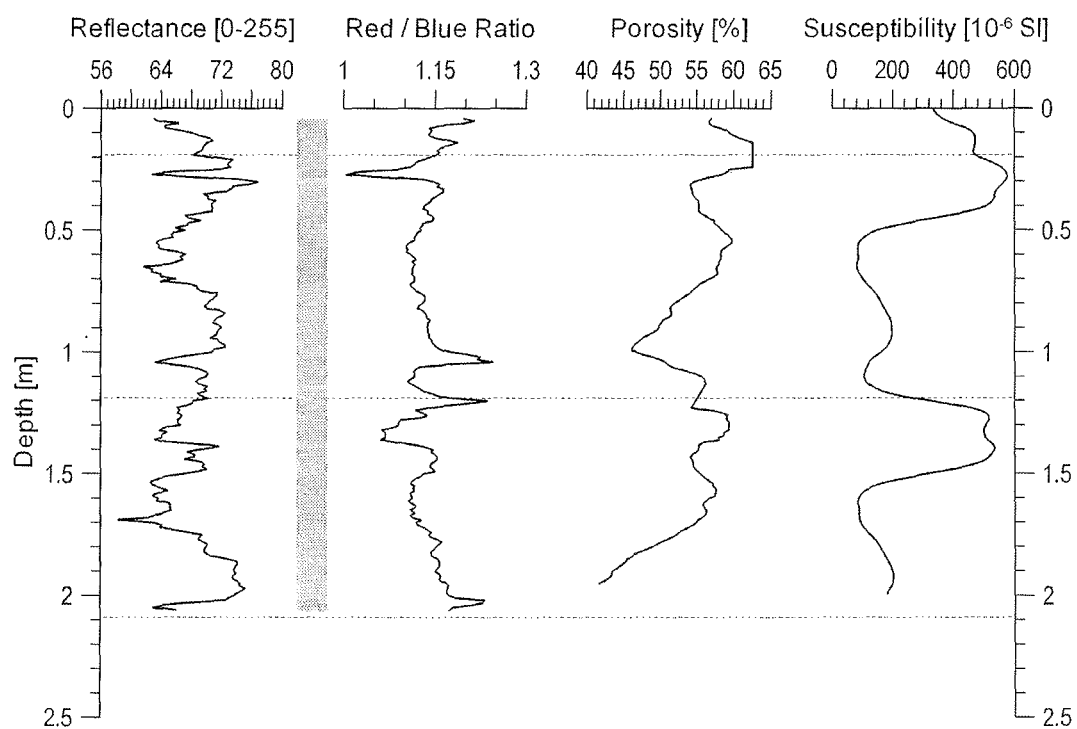 Reflectance [0-255] Red / Blue Ratio Porosity [%] Susceptibility [10-6 SI]
56 64 72 80 1 1.15 1.3 40 45 50 55 60 65 0 200 400 600
0 0
0.5 0.5
1 1
Depth [m]
1.5 1.5
2 2
2.5 2.5